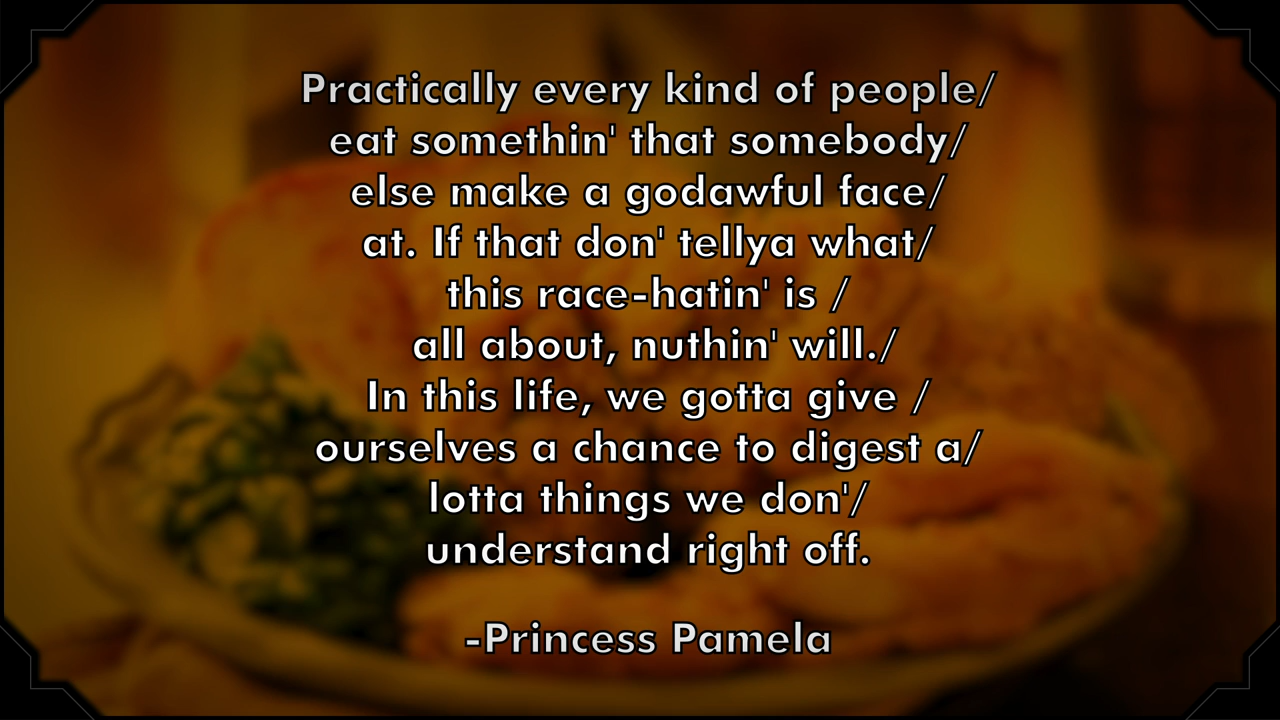 Practically every kind of people/
eat somethin' that somebody/
else make a godawful face/
at. If that don' tellya what/
this race-hatin' is /
all about, nuthin' will./
In this life, we gotta give /
ourselves a chance to digest a/
lotta things we don'/
understand right off.
-Princess Pamela